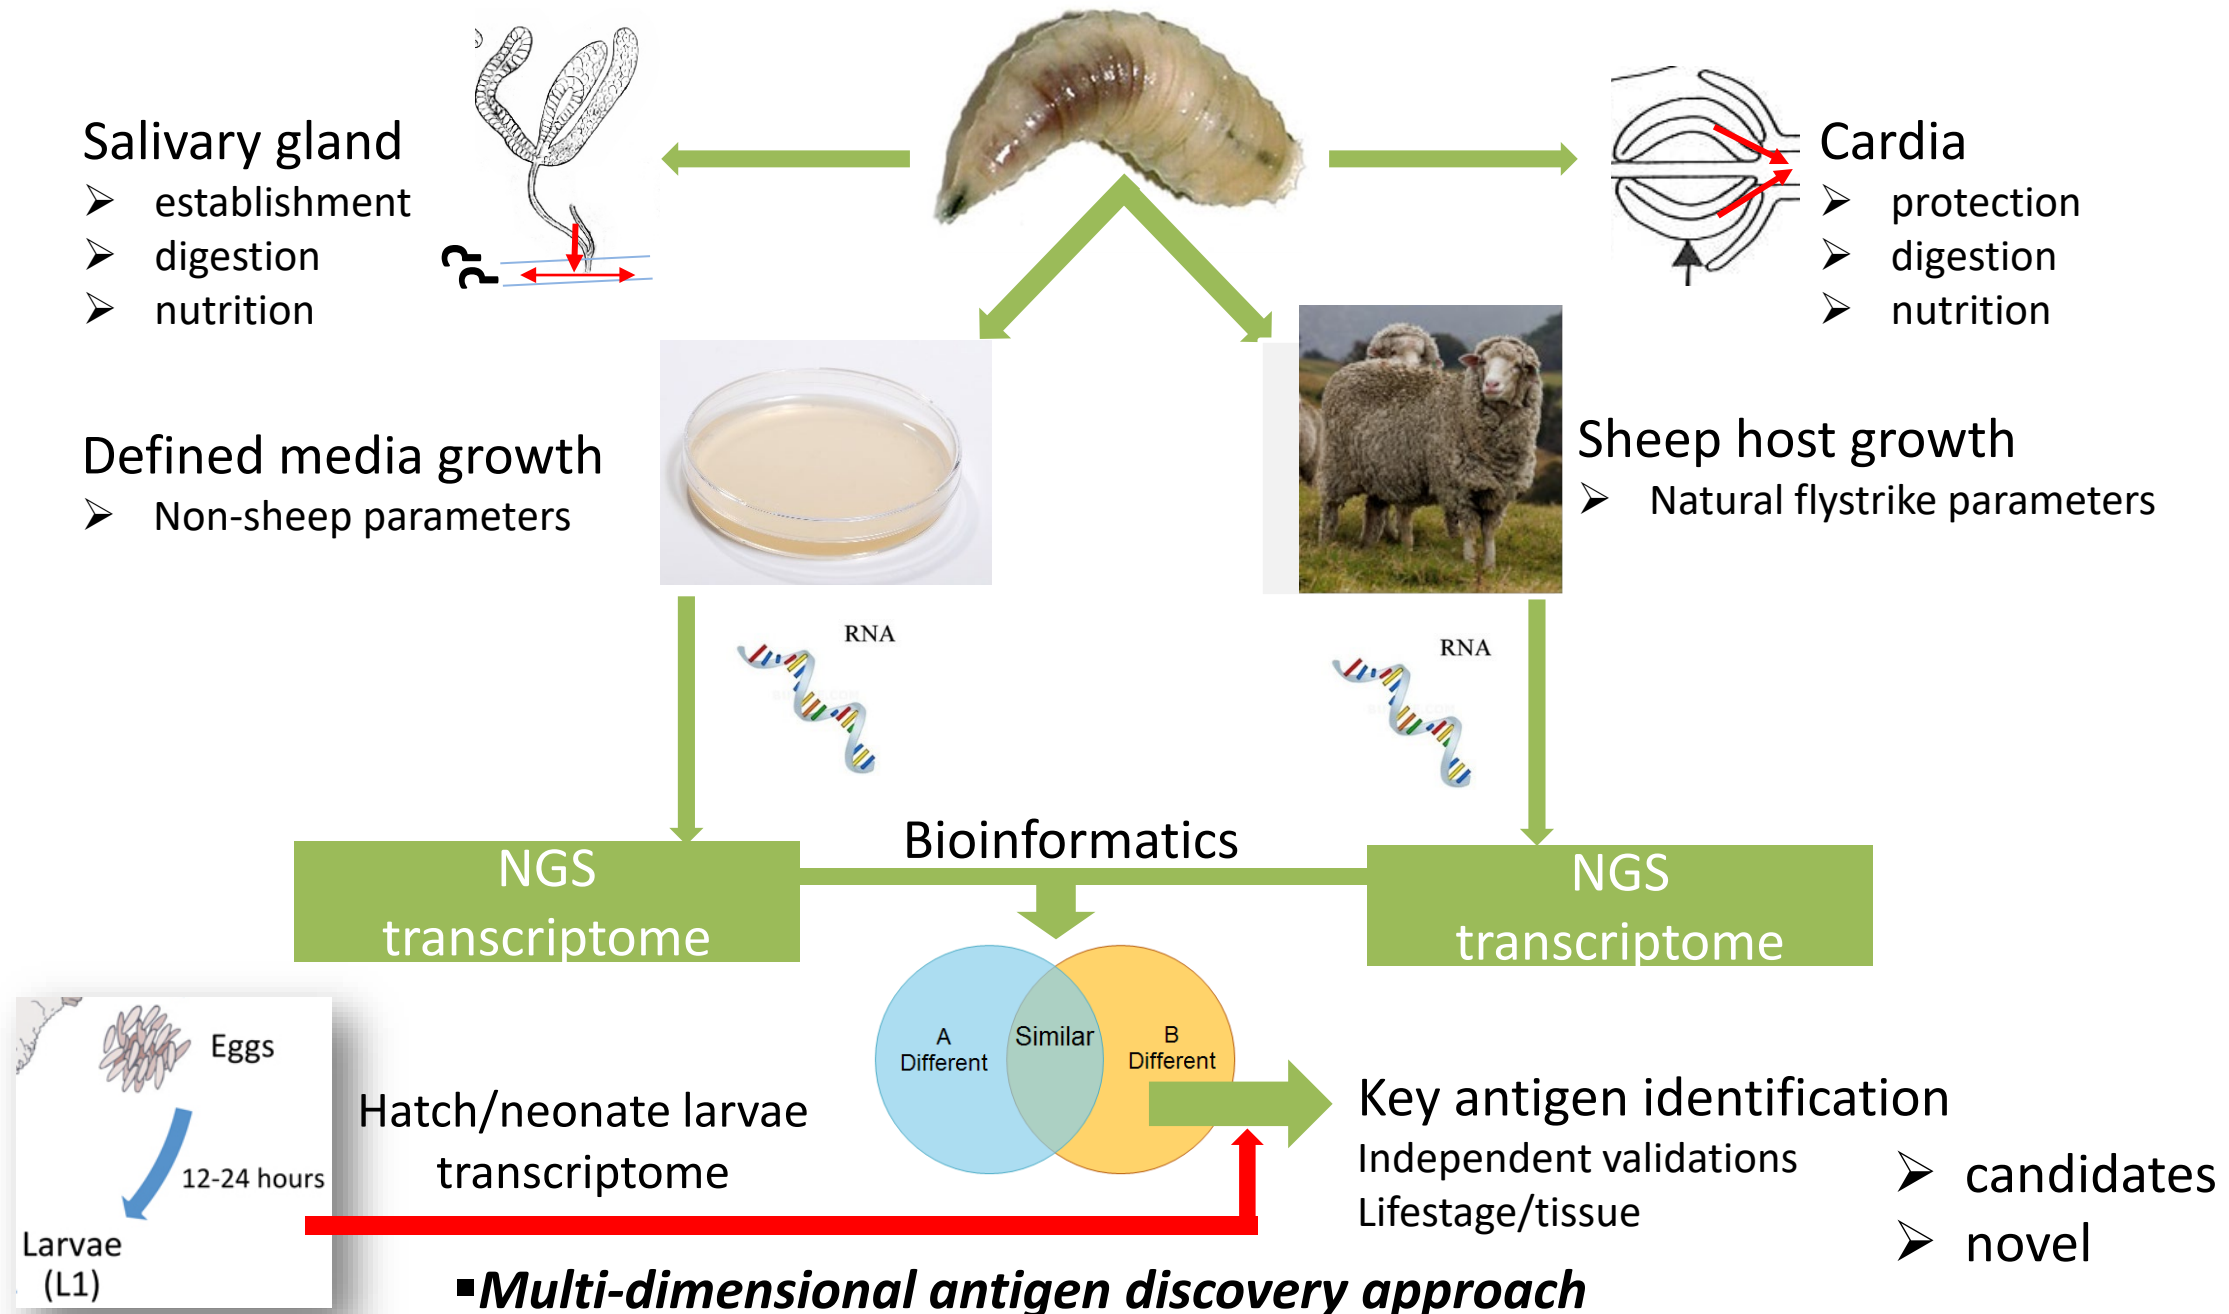 Salivary gland
➢ establishment
➢ digestion
➢ nutrition
??
Cardia
➢ protection
➢ digestion
➢ nutrition
Defined media growth
➢ Non-sheep parameters
Sheep host growth
➢ Natural flystrike parameters
RNA
RNA
Bioinformatics
NGS
transcriptome
NGS
transcriptome
A
Different
Similar
B
Different
Eggs
12-24 hours
Larvae
(L1)
Hatch/neonate larvae
transcriptome
Key antigen identification
Independent validations
Lifestage/tissue
➢ candidates
➢ novel
▪Multi-dimensional antigen discovery approach